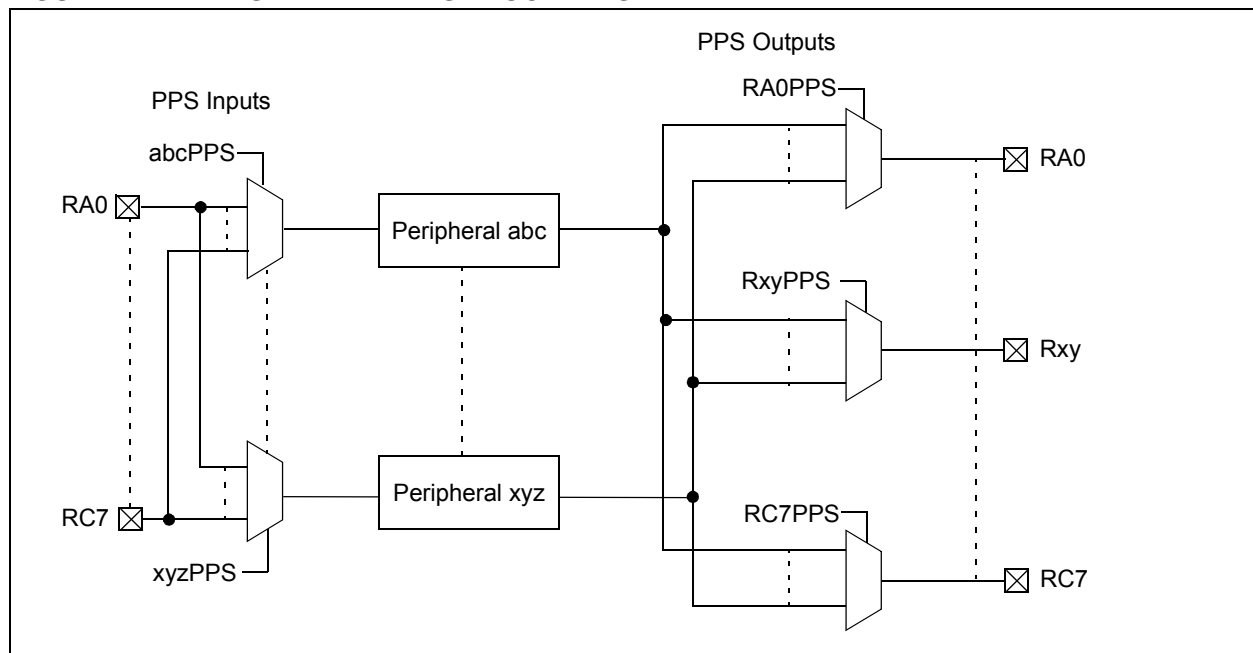 PPS Outputs
RA0PPS
PPS Inputs
abcPPS
RA0
RA0
Peripheral abc
RxyPPS
Rxy
Peripheral xyz
RC7
RC7PPS
xyzPPS
RC7